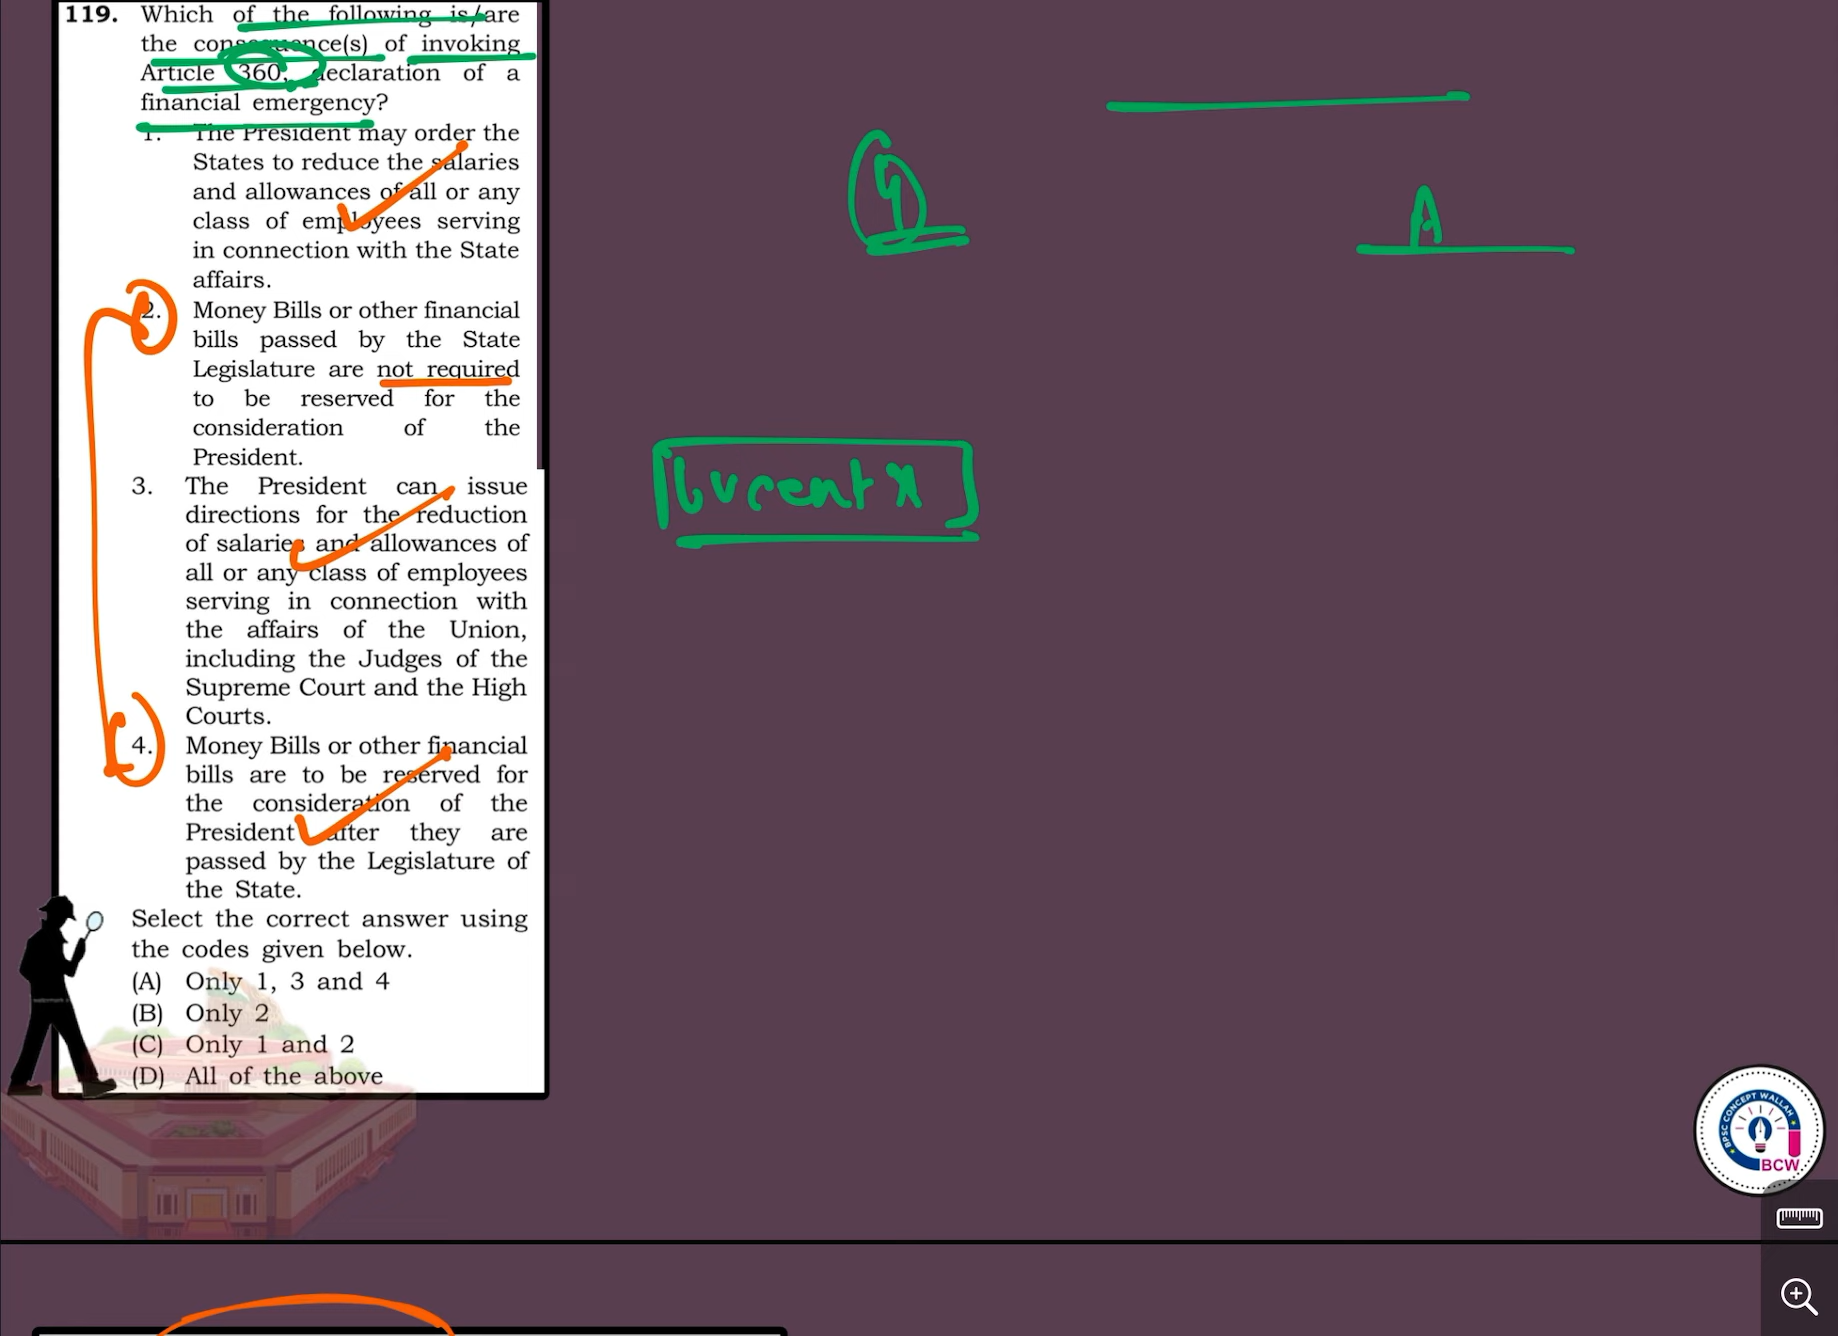 119. Which of the following is/are
the consequence(s) of invoking
Article 360, declaration of a
financial emergency?
1. The President may order the
States to reduce the salaries
and allowances of all or any
class of employees serving
in connection with the State
affairs.
2. Money Bills or other financial
bills passed by the State
Legislature are not required
to be reserved for the
consideration of the
President.
3. The President can issue
directions for the reduction
of salaries and allowances of
all or any class of employees
serving in connection with
the affairs of the Union,
including the Judges of the
Supreme Court and the High
Courts.
4. Money Bills or other financial
bills are to be reserved for
the consideration of the
President after they are
passed by the Legislature of
the State.
Select the correct answer using
the codes given below.
(A) Only 1, 3 and 4
(B) Only 2
(C) Only 1 and 2
(D) All of the above
A
BPSC CONCEPT WALLAH
BCW